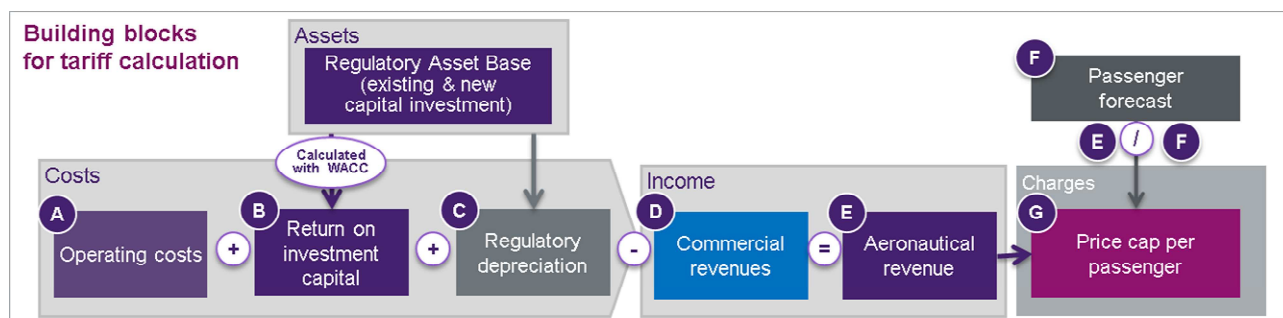 Building blocks
for tariff calculation
Assets
Regulatory Asset Base
(existing & new
capital investment)
Calculated
with WACC
F
Passenger
forecast
E / F
Costs
A
Operating costs
+
B
Return on
investment
capital
+
C
Regulatory
depreciation
-
Income
D
Commercial
revenues
=
E
Aeronautical
revenue
Charges
G
Price cap per
passenger